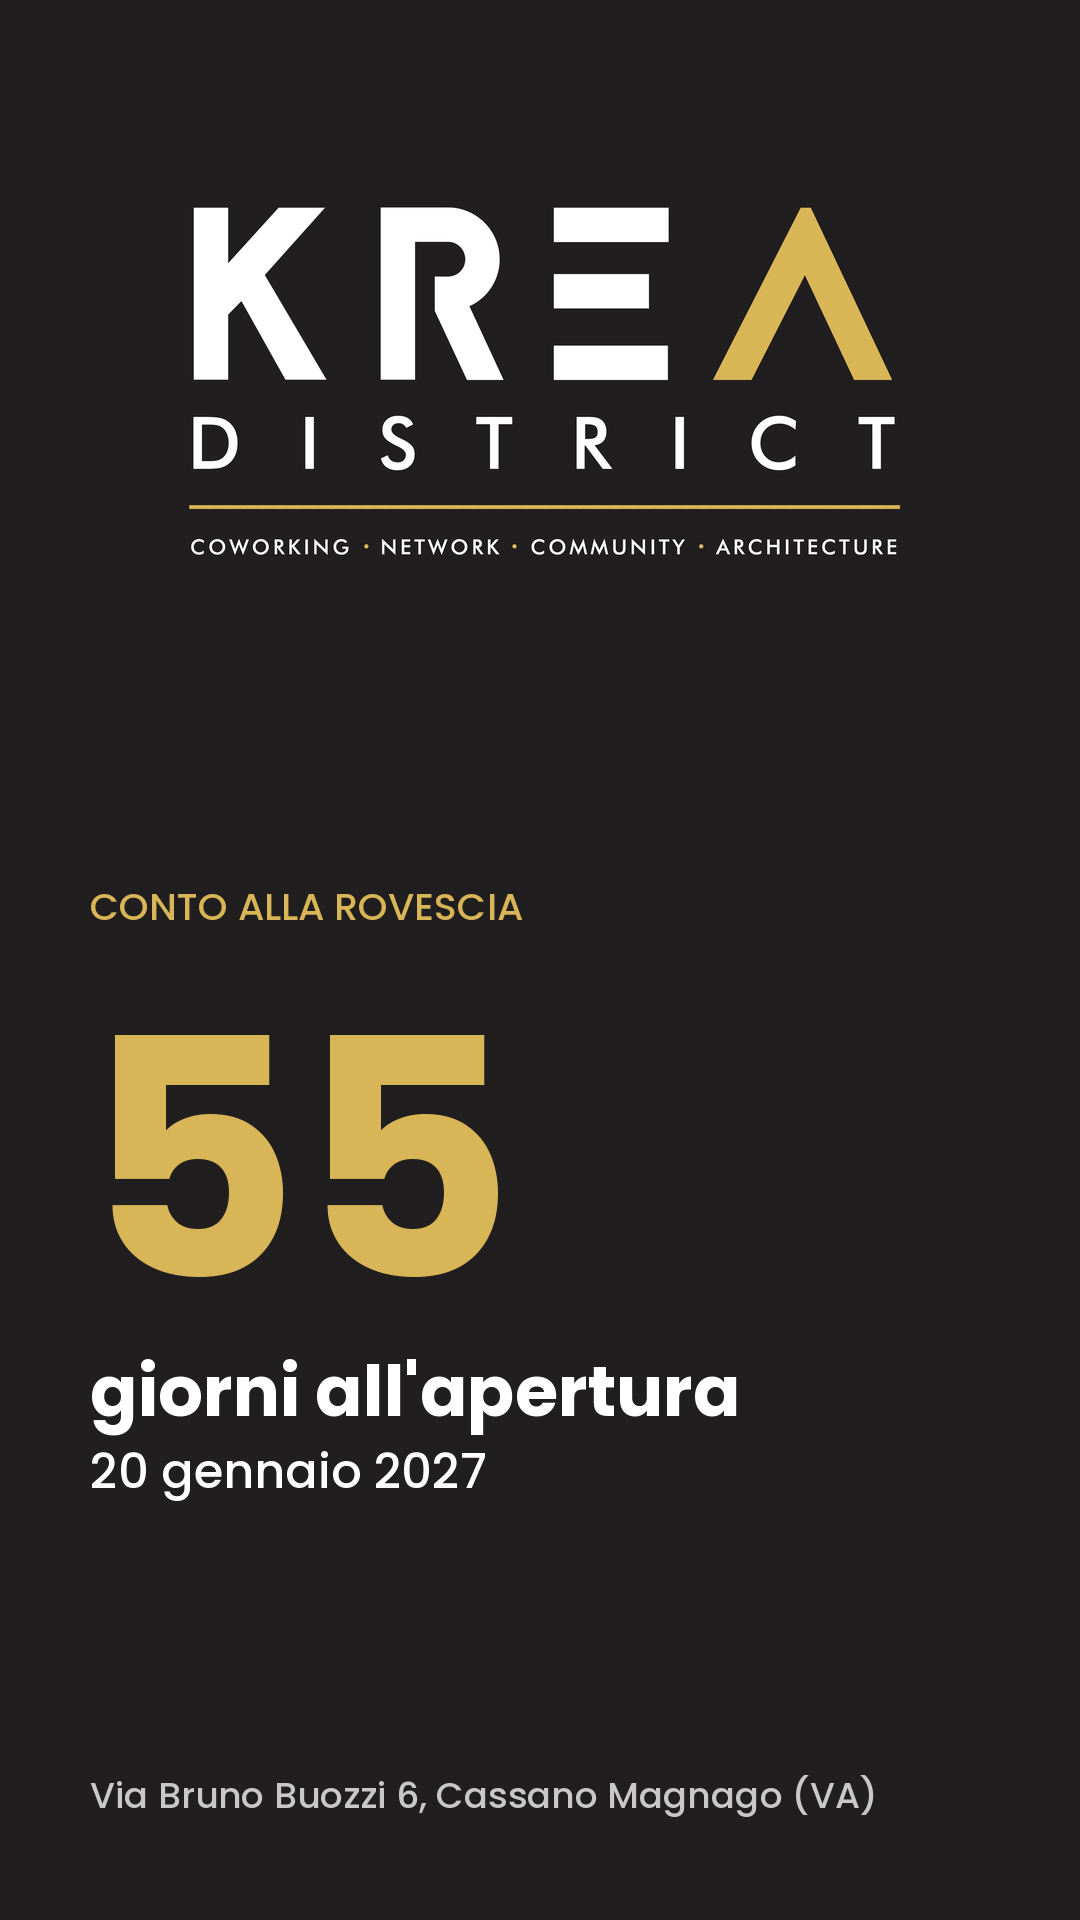 KREA
DISTRICT
COWORKING · NETWORK · COMMUNITY · ARCHITECTURE
CONTO ALLA ROVESCIA
55
giorni all'apertura
20 gennaio 2027
Via Bruno Buozzi 6, Cassano Magnago (VA)